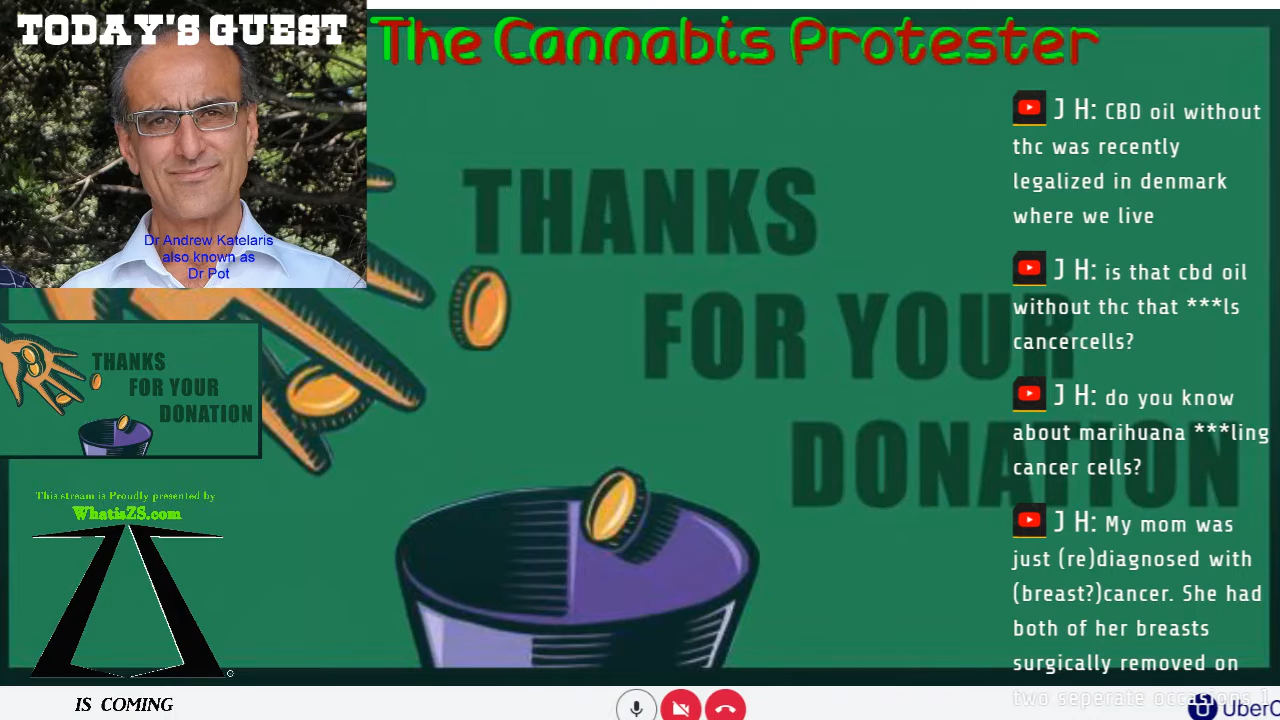 TODAY'S GUEST
The Cannabis Protester
Dr Andrew Katelaris
also known as
Dr Pot
THANKS
FOR YOUR
DONATION
THANKS
FOR YOUR
DONATION
This stream is Proudly presented by
WhatisZS.com
IS COMING
J H: CBD oil without
thc was recently
legalized in denmark
where we live
J H: is that cbd oil
without thc that ***ls
cancercells?
J H: do you know
about marihuana ***ling
cancer cells?
J H: My mom was
just (re)diagnosed with
(breast?)cancer. She had
both of her breasts
surgically removed on
two seperate occasions